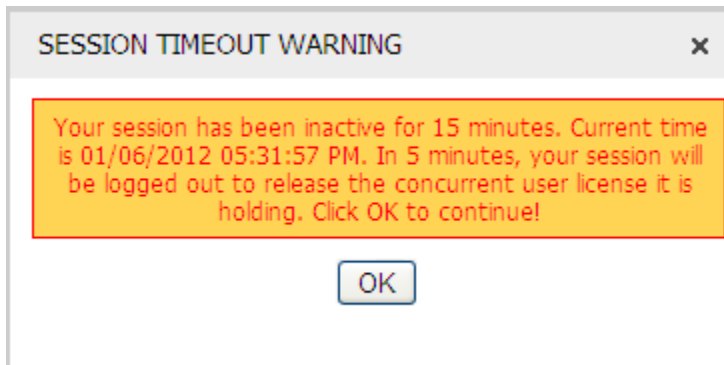 SESSION TIMEOUT WARNING
Your session has been inactive for 15 minutes. Current time
is 01/06/2012 05:31:57 PM. In 5 minutes, your session will
be logged out to release the concurrent user license it is
holding. Click OK to continue!
OK